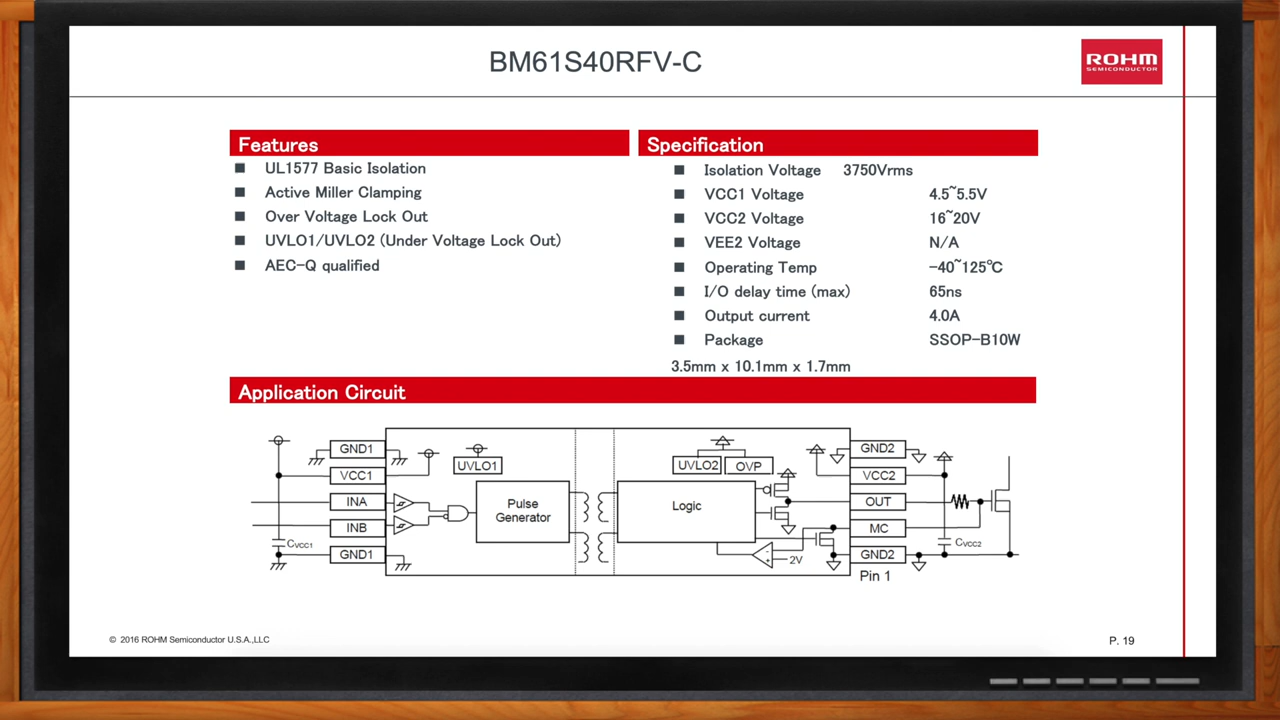 BM61S40RFV-C
ROHM
SEMICONDUCTOR
Features
■ UL1577 Basic Isolation
■ Active Miller Clamping
■ Over Voltage Lock Out
■ UVLO1/UVLO2 (Under Voltage Lock Out)
■ AEC-Q qualified
Specification
■ Isolation Voltage 3750Vrms
■ VCC1 Voltage 4.5~5.5V
■ VCC2 Voltage 16~20V
■ VEE2 Voltage N/A
■ Operating Temp -40~125℃
■ I/O delay time (max) 65ns
■ Output current 4.0A
■ Package SSOP-B10W
3.5mm x 10.1mm x 1.7mm
Application Circuit
GND1
VCC1
INA
INB
GND1
CVCC1
UVLO1
Pulse
Generator
UVLO2
OVP
Logic
2V
GND2
VCC2
OUT
MC
GND2
CVCC2
Pin 1
© 2016 ROHM Semiconductor U.S.A.,LLC
P. 19